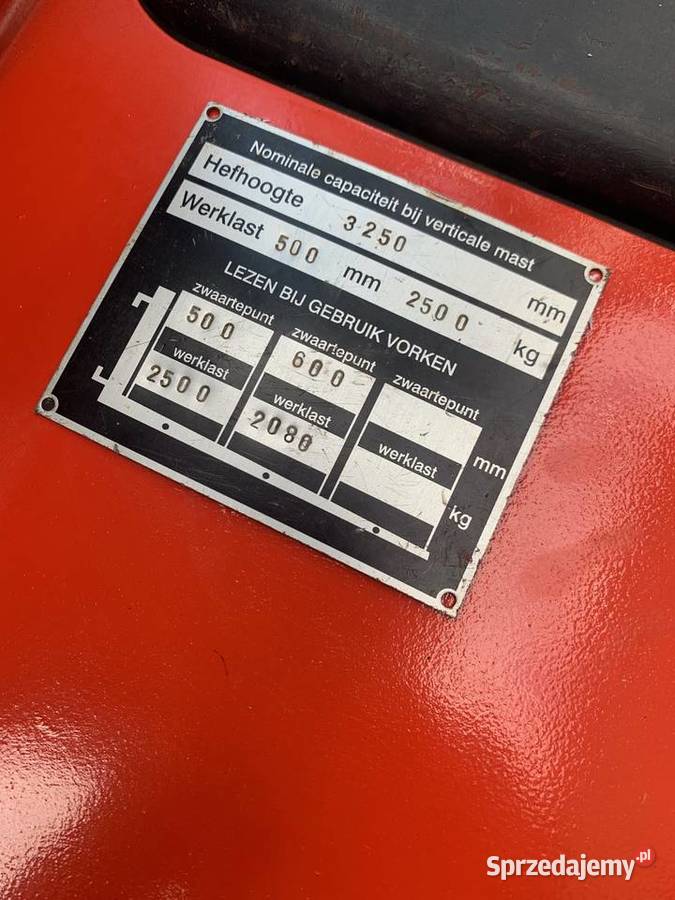 Nominale capaciteit bij verticale mast
Hefhoogte 3250 mm
Werklast 500 mm 2500 kg
LEZEN BIJ GEBRUIK VORKEN
zwaartepunt zwaartepunt zwaartepunt
500 600 mm
werklast werklast werklast
2500 2080 kg
Sprzedajemy.pl